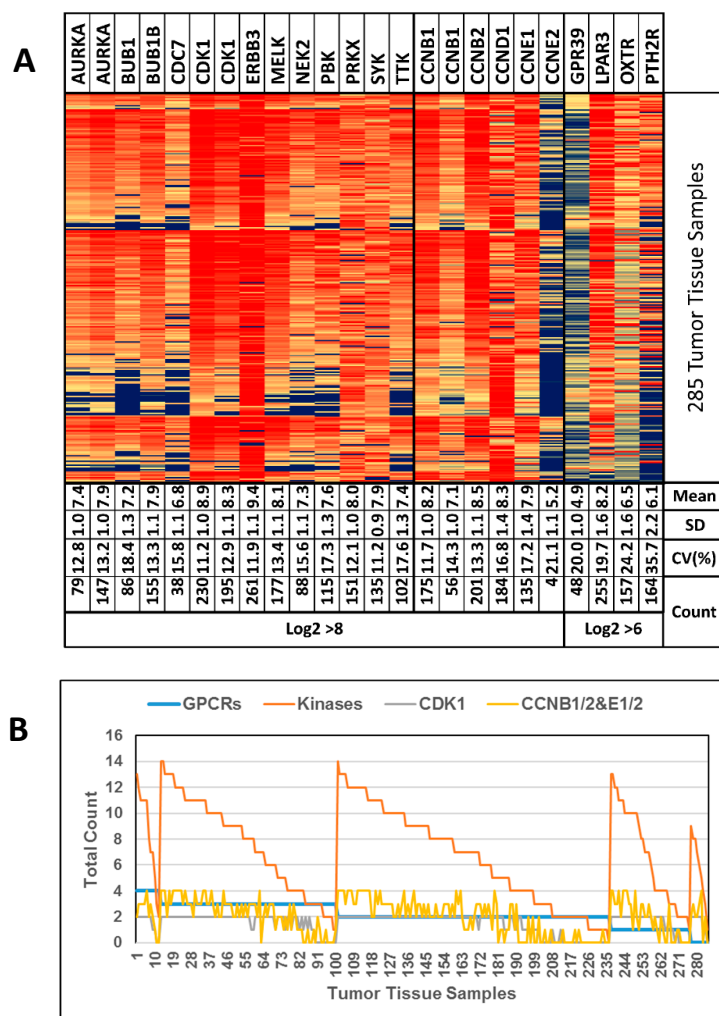 A
AURKA AURKA BUB1 BUB1B CDC7 CDK1 CDK1 ERBB3 MELK NEK2 PBK PRKX SYK TTK CCNB1 CCNB1 CCNB2 CCND1 CCNE1 CCNE2 GPR39 LPAR3 OXTR PTH2R
285 Tumor Tissue Samples
7.4 7.9 7.2 7.9 6.8 8.9 8.3 9.4 8.1 7.3 7.6 8.0 7.9 7.4 8.2 7.1 8.5 8.3 7.9 5.2 4.9 8.2 6.5 6.1 Mean
1.0 1.0 1.3 1.1 1.1 1.0 1.1 1.1 1.1 1.1 1.3 1.0 0.9 1.3 1.0 1.0 1.1 1.4 1.4 1.1 1.0 1.6 1.6 2.2 SD
12.8 13.2 18.4 13.3 15.8 11.2 12.9 11.9 13.4 15.6 17.3 12.1 11.2 17.6 11.7 14.3 13.3 16.8 17.2 21.1 20.0 19.7 24.2 35.7 CV(%)
79 147 86 155 38 230 195 261 177 88 115 151 135 102 175 56 201 184 135 4 48 255 157 164 Count
Log2 >8 Log2 >6
B
GPCRs Kinases CDK1 CCNB1/2&E1/2
Total Count
16
14
12
10
8
6
4
2
0
1 10 19 28 37 46 55 64 73 82 91 100 109 118 127 136 145 154 163 172 181 190 199 208 217 226 235 244 253 262 271 280
Tumor Tissue Samples